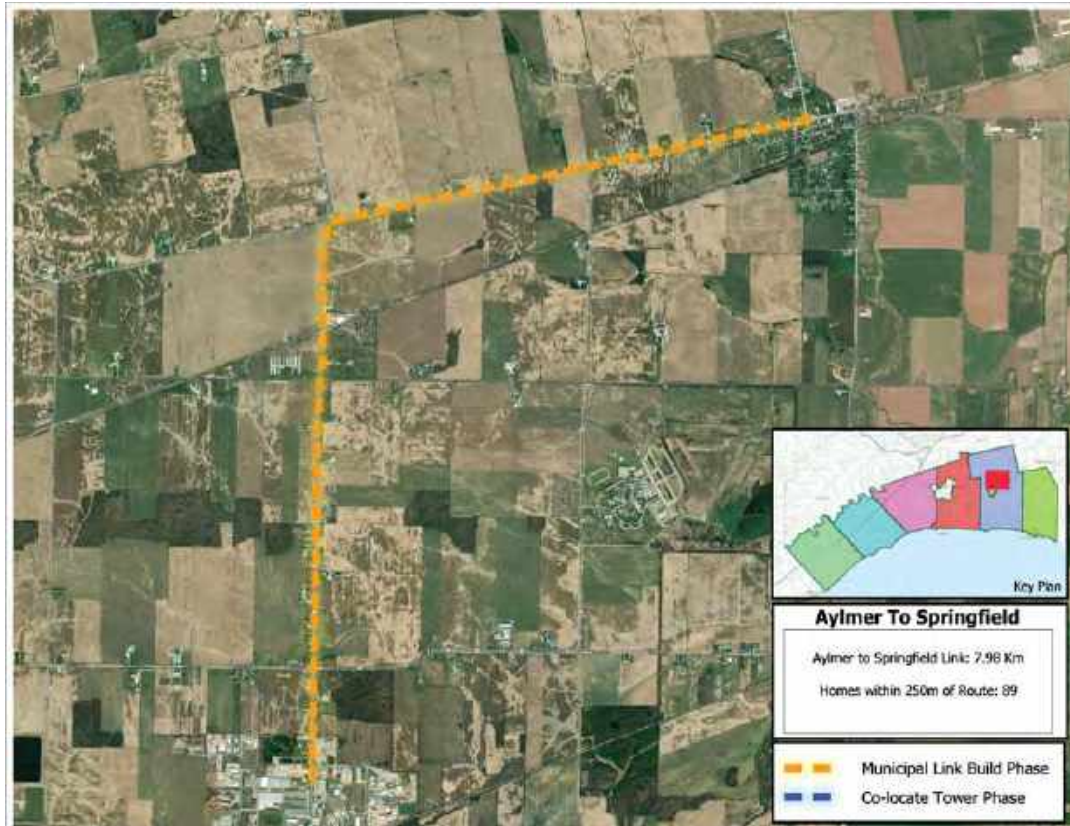 Key Plan
Aylmer To Springfield
Aylmer to Springfield Link: 7.98 Km
Homes within 250m of Route: 89
Municipal Link Build Phase
Co-locate Tower Phase